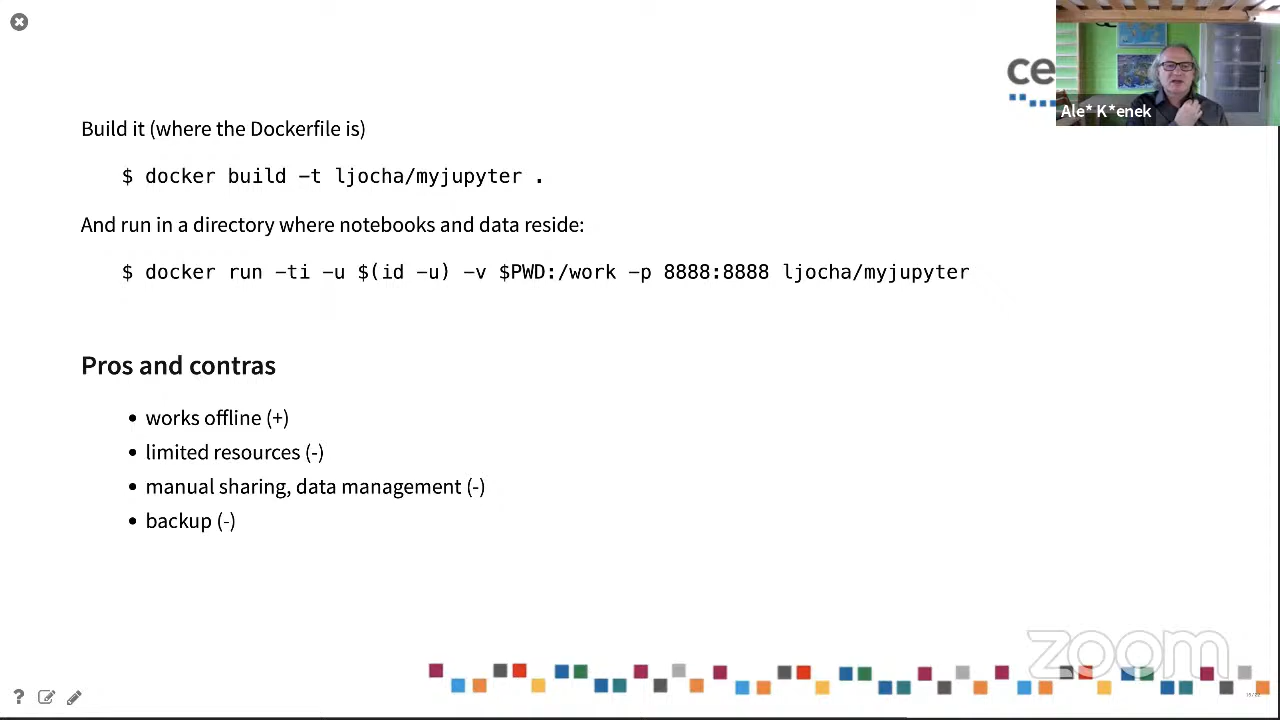 ce
Ale* K*enek
Build it (where the Dockerfile is)
$ docker build -t ljocha/myjupyter .
And run in a directory where notebooks and data reside:
$ docker run -ti -u $(id -u) -v $PWD:/work -p 8888:8888 ljocha/myjupyter
Pros and contras
• works offline (+)
• limited resources (-)
• manual sharing, data management (-)
• backup (-)
zoom
?